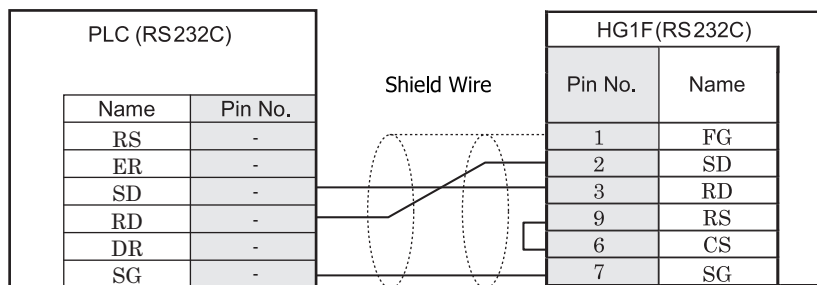 PLC (RS232C)
HG1F(RS232C)
Shield Wire
Pin No. Name
Name Pin No.
RS -
ER -
SD -
RD -
DR -
SG -
1 FG
2 SD
3 RD
9 RS
6 CS
7 SG